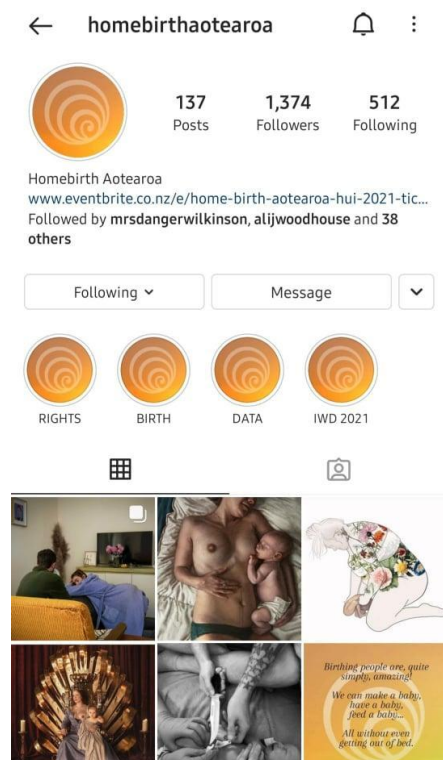 homebirthaotearoa
137
1,374
512
Posts
Followers
Following
Homebirth Aotearoa
www.eventbrite.co.nz/e/home-birth-aotearoa-hui-2021-tic...
Followed by mrsdangerwilkinson, alijwoodhouse and 38
others
Following
Message
RIGHTS
BIRTH
DATA
IWD 2021
Birthing people are, quite
simply, amazing!
We can make a baby,
have a baby,
feed a baby...
All without even
getting out of bed.